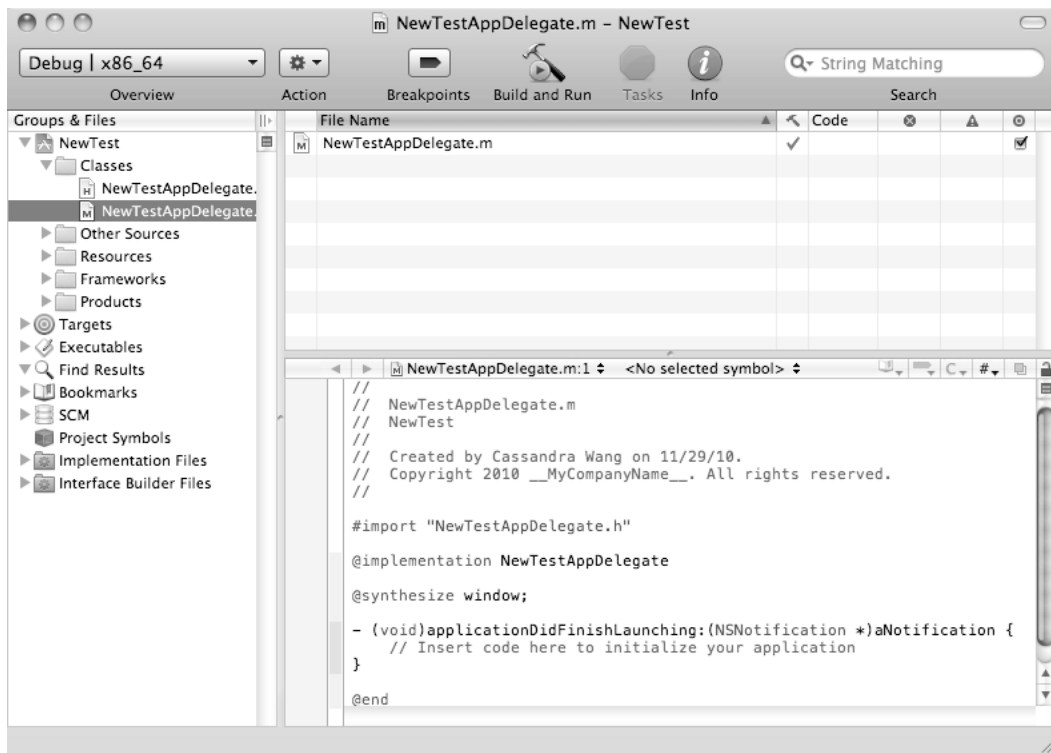 NewTestAppDelegate.m – NewTest
Debug | x86_64
String Matching
Overview
Action
Breakpoints
Build and Run
Tasks
Info
Search
Groups & Files
NewTest
Classes
NewTestAppDelegate.
NewTestAppDelegate.
Other Sources
Resources
Frameworks
Products
Targets
Executables
Find Results
Bookmarks
SCM
Project Symbols
Implementation Files
Interface Builder Files
File Name
Code
NewTestAppDelegate.m
NewTestAppDelegate.m:1
<No selected symbol>
C
#
//
//  NewTestAppDelegate.m
//  NewTest
//
//  Created by Cassandra Wang on 11/29/10.
//  Copyright 2010 __MyCompanyName__. All rights reserved.
//
#import "NewTestAppDelegate.h"
@implementation NewTestAppDelegate
@synthesize window;
- (void)applicationDidFinishLaunching:(NSNotification *)aNotification {
    // Insert code here to initialize your application
}
@end